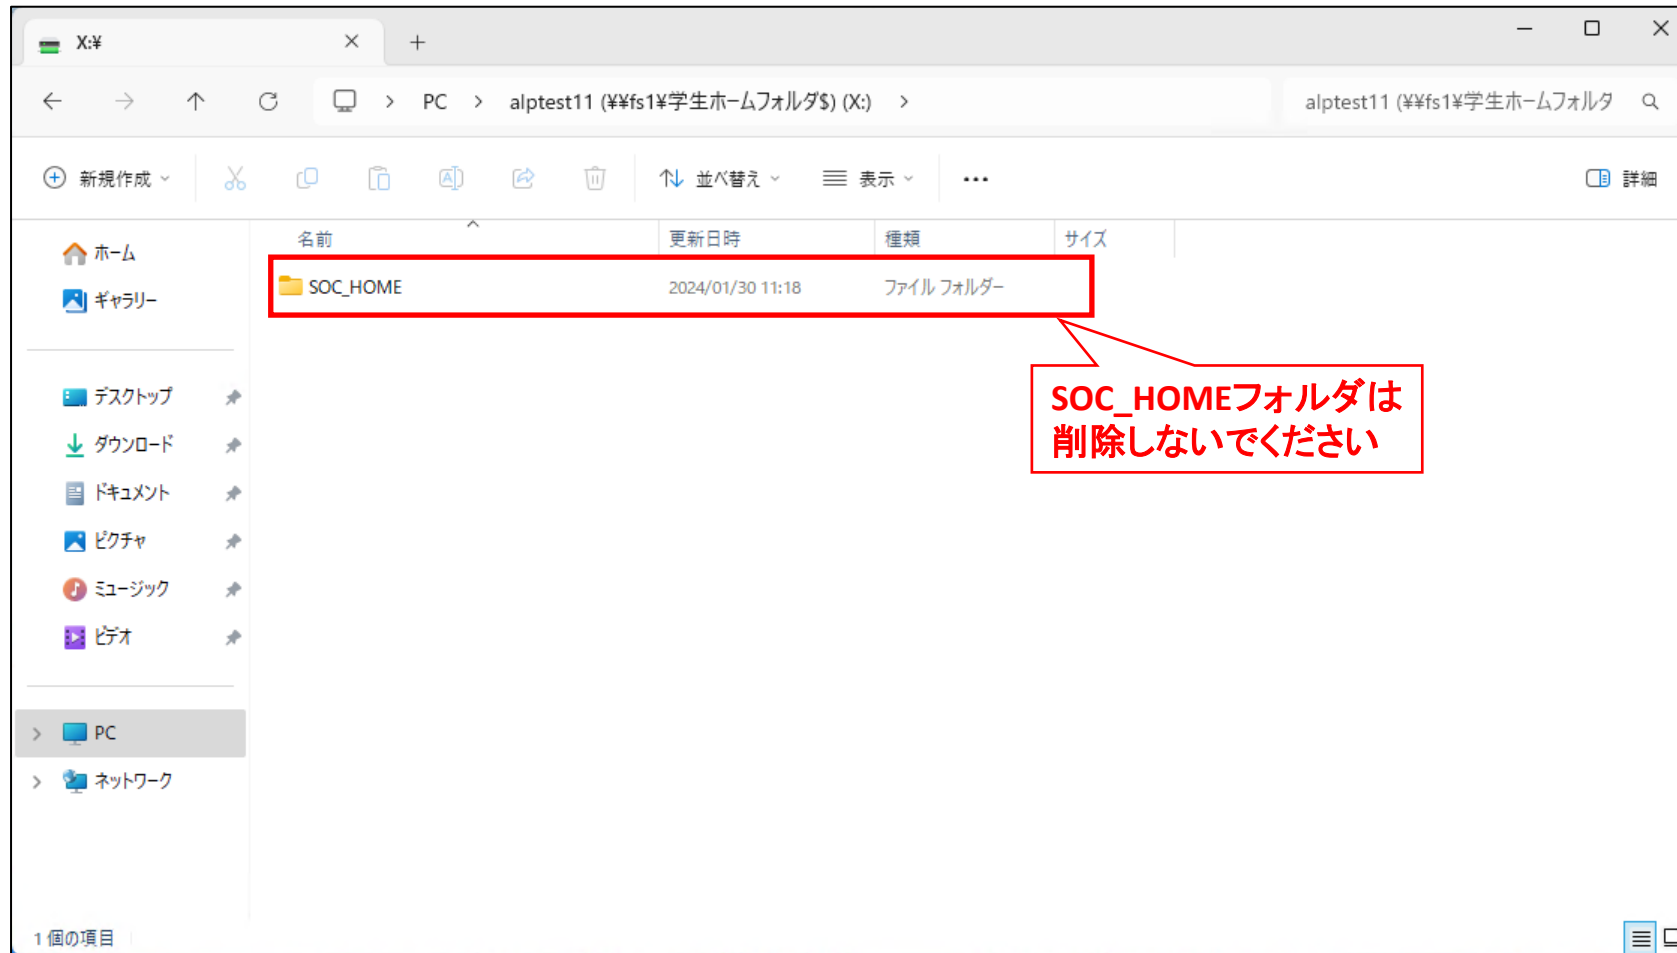 X:¥
PC > alptest11 (¥¥fs1¥学生ホームフォルダ$) (X:) >
alptest11 (¥¥fs1¥学生ホームフォルダ
新規作成
並べ替え
表示
詳細
名前
更新日時
種類
サイズ
SOC_HOME
2024/01/30 11:18
ファイル フォルダー
SOC_HOMEフォルダは
削除しないでください
ホーム
ギャラリー
デスクトップ
ダウンロード
ドキュメント
ピクチャ
ミュージック
ビデオ
PC
ネットワーク
1 個の項目